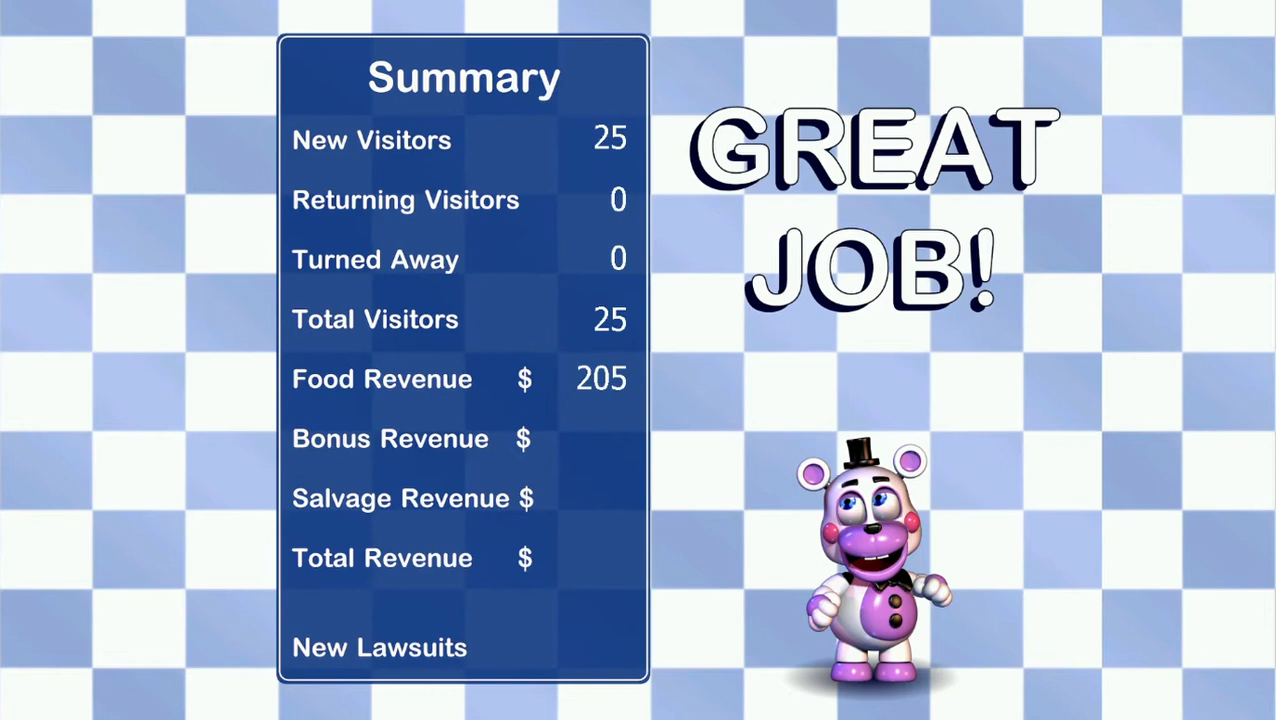 Summary
New Visitors 25
Returning Visitors 0
Turned Away 0
Total Visitors 25
Food Revenue $ 205
Bonus Revenue $
Salvage Revenue $
Total Revenue $
New Lawsuits
GREAT
JOB!